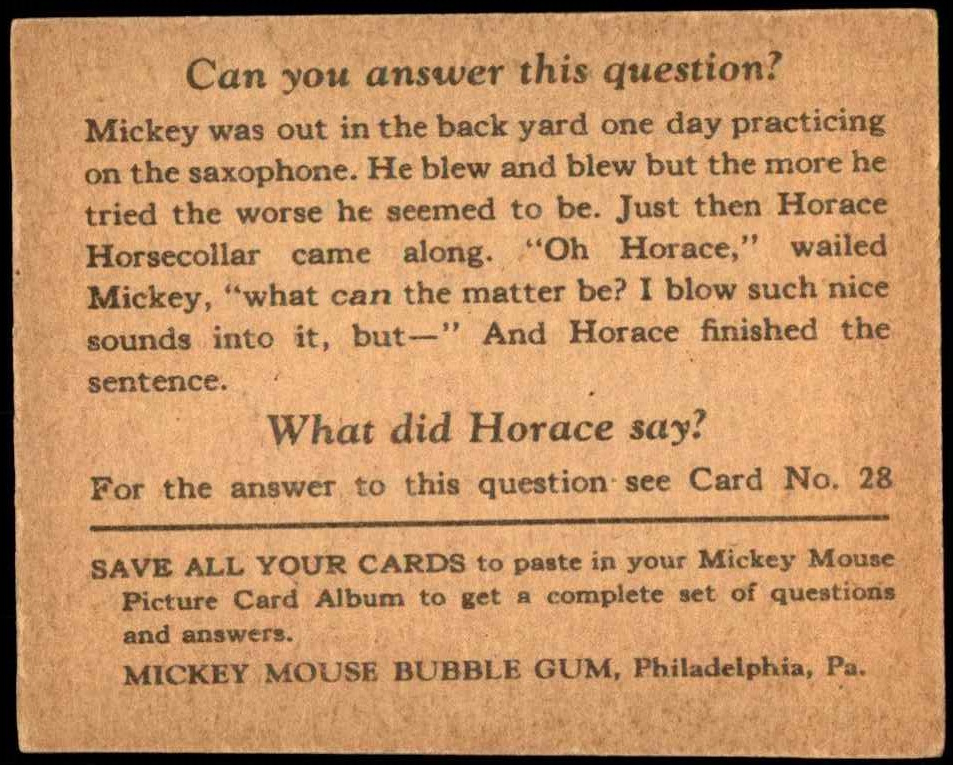 Can you answer this question?
Mickey was out in the back yard one day practicing
on the saxophone. He blew and blew but the more he
tried the worse he seemed to be. Just then Horace
Horsecollar came along. “Oh Horace,” wailed
Mickey, “what can the matter be? I blow such nice
sounds into it, but—” And Horace finished the
sentence.
What did Horace say?
For the answer to this question see Card No. 28
SAVE ALL YOUR CARDS to paste in your Mickey Mouse
Picture Card Album to get a complete set of questions
and answers.
MICKEY MOUSE BUBBLE GUM, Philadelphia, Pa.